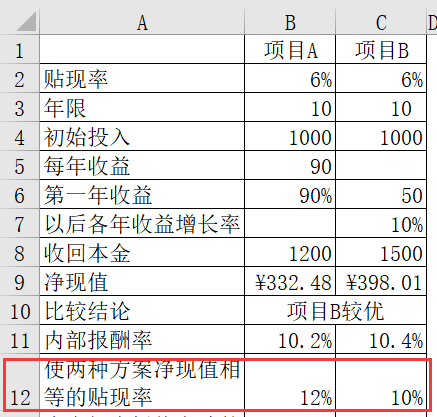 A B C D
1 项目A 项目B
2 贴现率 6% 6%
3 年限 10 10
4 初始投入 1000 1000
5 每年收益 90
6 第一年收益 90% 50
7 以后各年收益增长率 10%
8 收回本金 1200 1500
9 净现值 ¥332.48 ¥398.01
10 比较结论 项目B较优
11 内部报酬率 10.2% 10.4%
使两种方案净现值相
12 等的贴现率 12% 10%